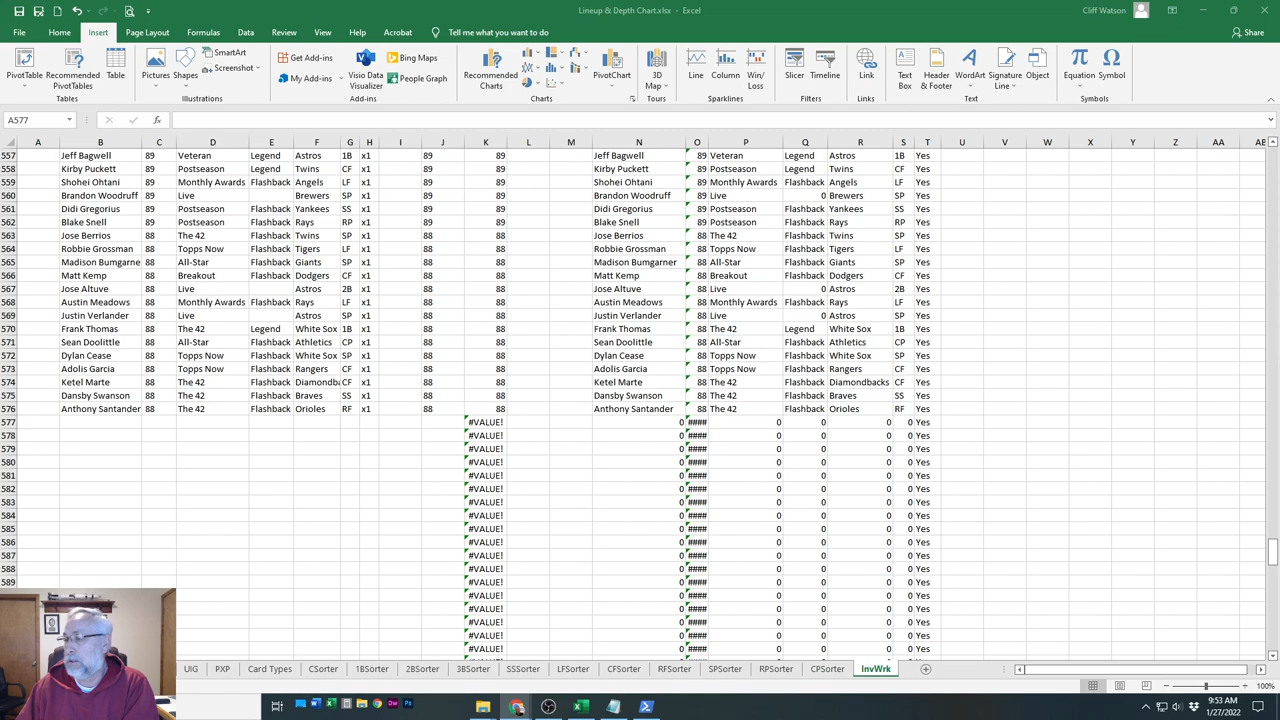 Lineup & Depth Chart.xlsx - Excel
Cliff Watson
File Home Insert Page Layout Formulas Data Review View Help Acrobat Tell me what you want to do Share
PivotTable Recommended PivotTables Table Pictures Shapes SmartArt Screenshot Get Add-ins My Add-ins Visio Data Visualizer Bing Maps People Graph Recommended Charts PivotChart 3D Map Line Column Win/Loss Slicer Timeline Link Text Box Header & Footer WordArt Signature Line Object Equation Symbol
Tables Illustrations Add-ins Charts Tours Sparklines Filters Links Text Symbols
A577 fx
A B C D E F G H I J K L M N O P Q R S T U V W X Y Z AA
557 Jeff Bagwell 89 Veteran Legend Astros 1B x1 89 89 Jeff Bagwell 89 Veteran Legend Astros 1B Yes
558 Kirby Puckett 89 Postseason Legend Twins CF x1 89 89 Kirby Puckett 89 Postseason Legend Twins CF Yes
559 Shohei Ohtani 89 Monthly Awards Flashback Angels LF x1 89 89 Shohei Ohtani 89 Monthly Awards Flashback Angels LF Yes
560 Brandon Woodruff 89 Live Brewers SP x1 89 89 Brandon Woodruff 89 Live 0 Brewers SP Yes
561 Didi Gregorius 89 Postseason Flashback Yankees SS x1 89 89 Didi Gregorius 89 Postseason Flashback Yankees SS Yes
562 Blake Snell 89 Postseason Flashback Rays RP x1 89 89 Blake Snell 89 Postseason Flashback Rays RP Yes
563 Jose Berrios 88 The 42 Flashback Twins SP x1 88 88 Jose Berrios 88 The 42 Flashback Twins SP Yes
564 Robbie Grossman 88 Topps Now Flashback Tigers LF x1 88 88 Robbie Grossman 88 Topps Now Flashback Tigers LF Yes
565 Madison Bumgarne 88 All-Star Flashback Giants SP x1 88 88 Madison Bumgarner 88 All-Star Flashback Giants SP Yes
566 Matt Kemp 88 Breakout Flashback Dodgers CF x1 88 88 Matt Kemp 88 Breakout Flashback Dodgers CF Yes
567 Jose Altuve 88 Live Astros 2B x1 88 88 Jose Altuve 88 Live 0 Astros 2B Yes
568 Austin Meadows 88 Monthly Awards Flashback Rays LF x1 88 88 Austin Meadows 88 Monthly Awards Flashback Rays LF Yes
569 Justin Verlander 88 Live Astros SP x1 88 88 Justin Verlander 88 Live 0 Astros SP Yes
570 Frank Thomas 88 The 42 Legend White Sox 1B x1 88 88 Frank Thomas 88 The 42 Legend White Sox 1B Yes
571 Sean Doolittle 88 All-Star Flashback Athletics CP x1 88 88 Sean Doolittle 88 All-Star Flashback Athletics CP Yes
572 Dylan Cease 88 Topps Now Flashback White Sox SP x1 88 88 Dylan Cease 88 Topps Now Flashback White Sox SP Yes
573 Adolis Garcia 88 Topps Now Flashback Rangers CF x1 88 88 Adolis Garcia 88 Topps Now Flashback Rangers CF Yes
574 Ketel Marte 88 The 42 Flashback Diamondba CF x1 88 88 Ketel Marte 88 The 42 Flashback Diamondbacks CF Yes
575 Dansby Swanson 88 The 42 Flashback Braves SS x1 88 88 Dansby Swanson 88 The 42 Flashback Braves SS Yes
576 Anthony Santander 88 The 42 Flashback Orioles RF x1 88 88 Anthony Santander 88 The 42 Flashback Orioles RF Yes
577 #VALUE! 0 #### 0 0 0 0 Yes
578 #VALUE! 0 #### 0 0 0 0 Yes
579 #VALUE! 0 #### 0 0 0 0 Yes
580 #VALUE! 0 #### 0 0 0 0 Yes
581 #VALUE! 0 #### 0 0 0 0 Yes
582 #VALUE! 0 #### 0 0 0 0 Yes
583 #VALUE! 0 #### 0 0 0 0 Yes
584 #VALUE! 0 #### 0 0 0 0 Yes
585 #VALUE! 0 #### 0 0 0 0 Yes
586 #VALUE! 0 #### 0 0 0 0 Yes
587 #VALUE! 0 #### 0 0 0 0 Yes
588 #VALUE! 0 #### 0 0 0 0 Yes
589 #VALUE! 0 #### 0 0 0 0 Yes
#VALUE! 0 #### 0 0 0 0 Yes
#VALUE! 0 #### 0 0 0 0 Yes
#VALUE! 0 #### 0 0 0 0 Yes
#VALUE! 0 #### 0 0 0 0 Yes
#VALUE! 0 #### 0 0 0 0 Yes
UIG PXP Card Types CSorter 1BSorter 2BSorter 3BSorter SSSorter LFSorter CFSorter RFSorter SPSorter RPSorter CPSorter InvWrk
100%
9:53 AM
1/27/2022